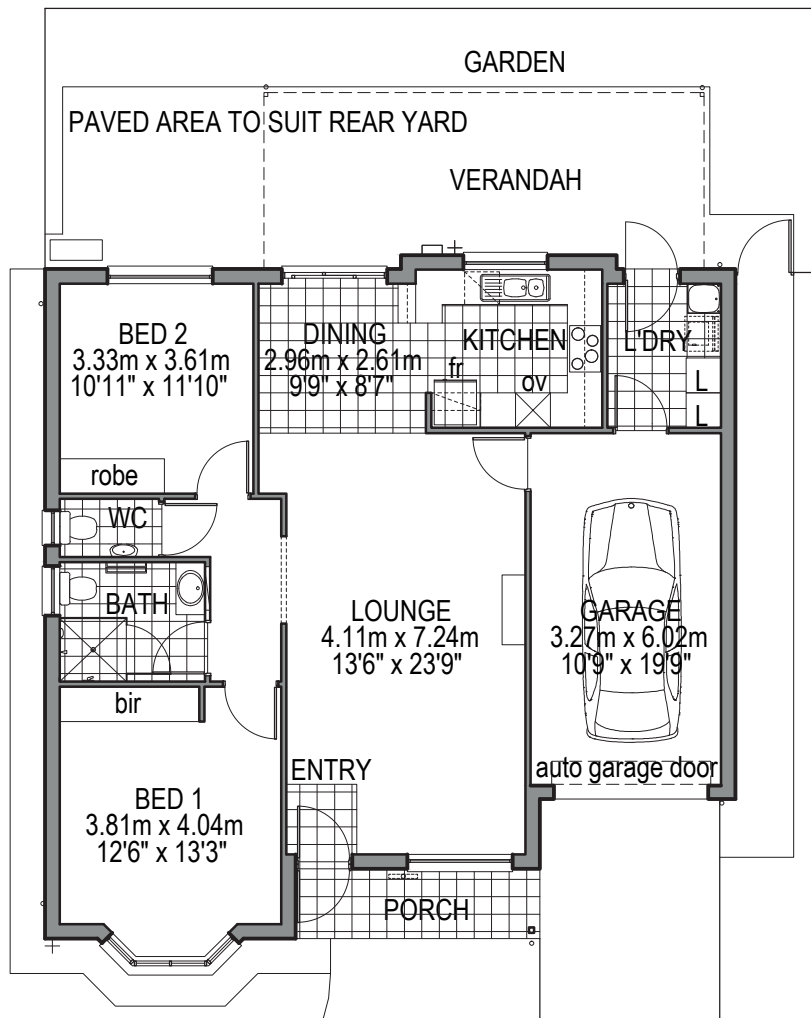 GARDEN
PAVED AREA TO SUIT REAR YARD
VERANDAH
BED 2
3.33m x 3.61m
10'11" x 11'10"
robe
DINING
2.96m x 2.61m
9'9" x 8'7"
KITCHEN
fr
ov
L'DRY
L
L
WC
BATH
bir
LOUNGE
4.11m x 7.24m
13'6" x 23'9"
GARAGE
3.27m x 6.02m
10'9" x 19'9"
auto garage door
ENTRY
BED 1
3.81m x 4.04m
12'6" x 13'3"
PORCH